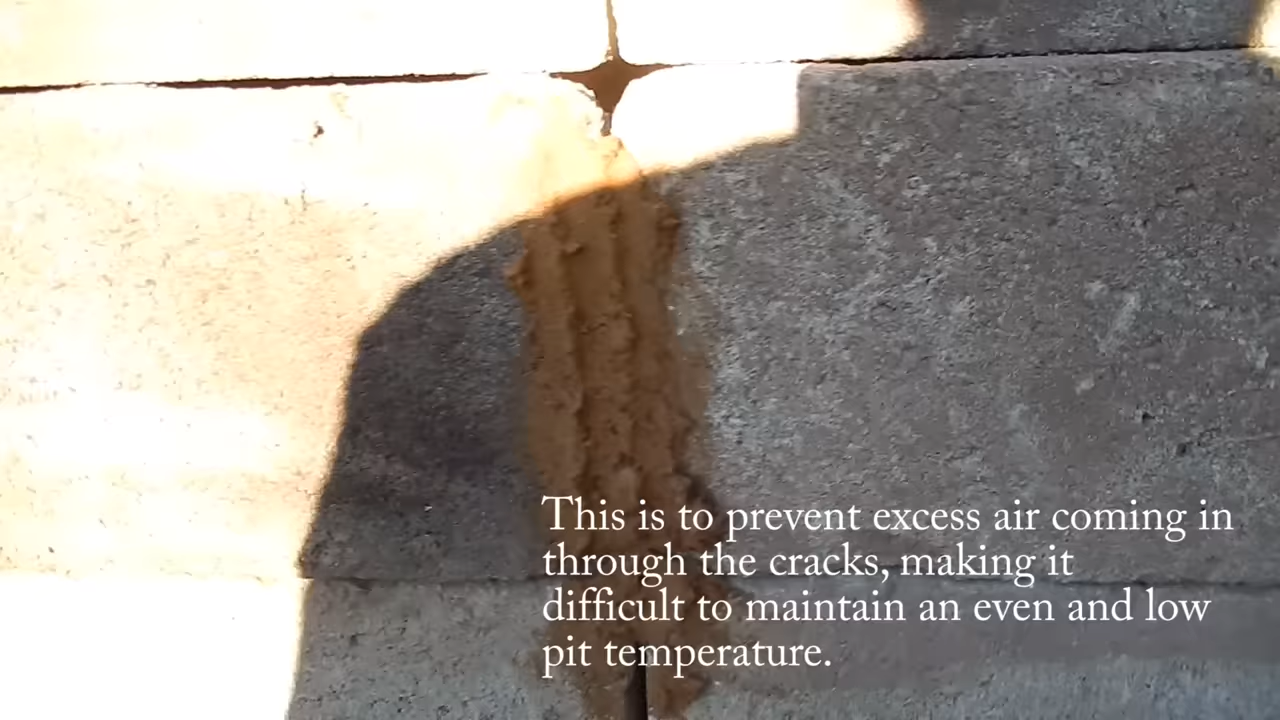 This is to prevent excess air coming in
through the cracks, making it
difficult to maintain an even and low
pit temperature.